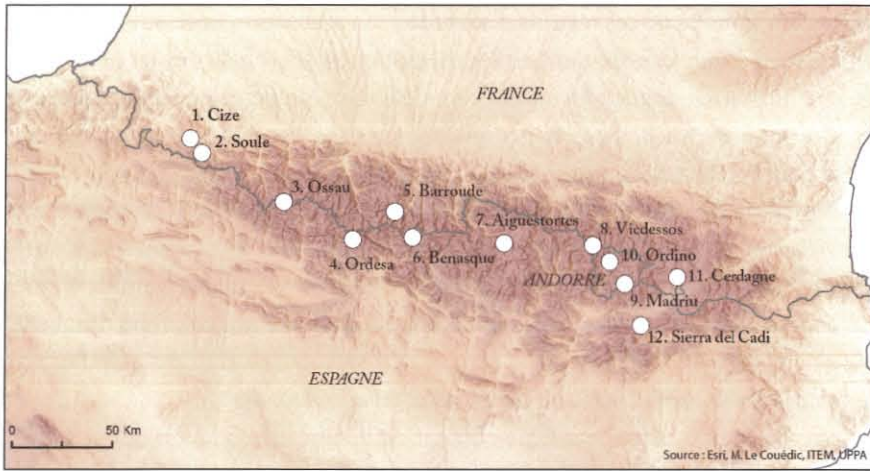 FRANCE
1. Cize
2. Soule
3. Ossau
5. Barroude
7. Aiguestortes
8. Viedessos
4. Ordesa
6. Benasque
10. Ordino
ANDORRE
11. Cerdagne
9. Madriu
12. Sierra del Cadi
ESPAGNE
0
50 Km
Source : Esri, M. Le Couédic, ITEM, UPPA